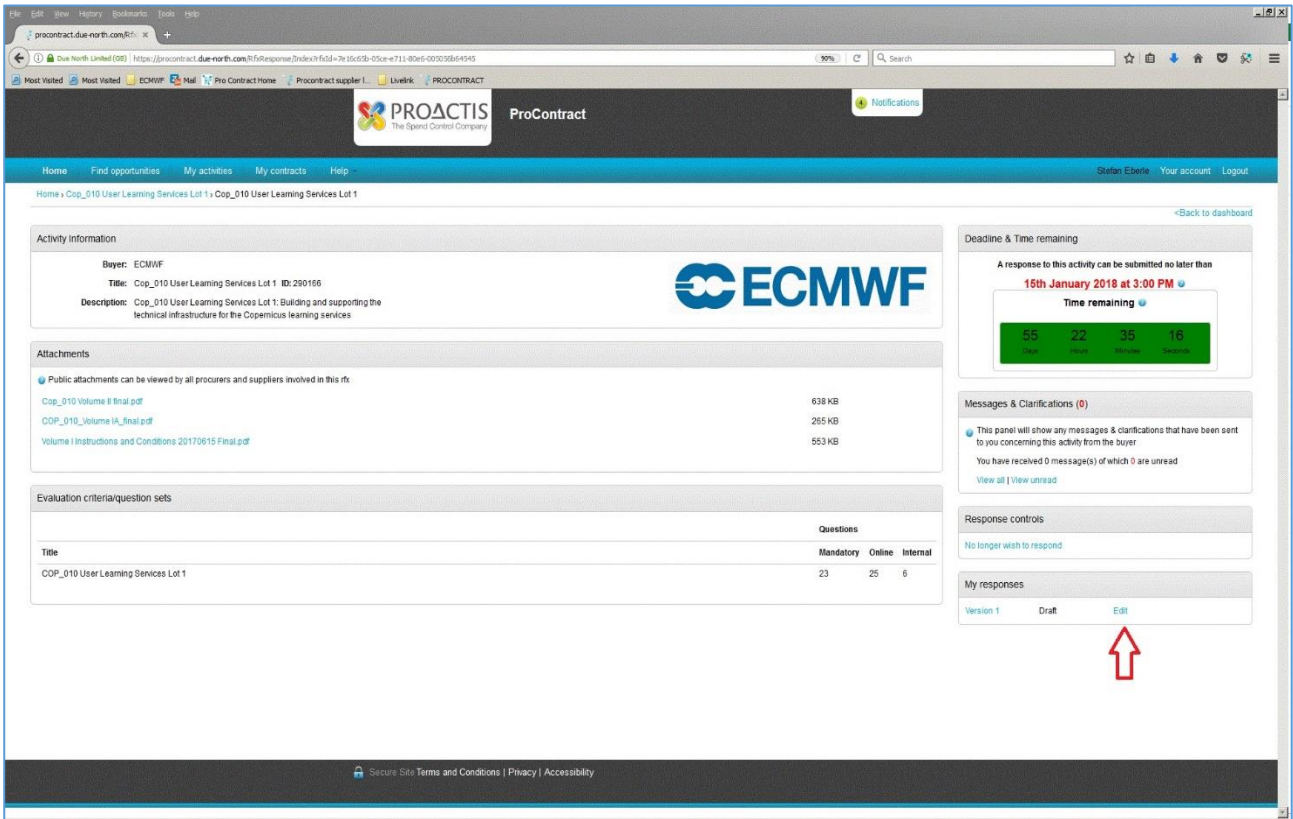 File Edit View History Bookmarks Tools Help
procontract.due-north.com/Rfx
Due North Limited (GB) https://procontract.due-north.com/RfxResponse/Index?rfxId=7e16c65b-05ce-e711-80e6-005056b64545 90% Search
Most Visited Most Visited ECMWF Mail Pro Contract Home Procontract supplier l... Livelink PROCONTRACT
PROACTIS
The Spend Control Company
ProContract
4 Notifications
Home Find opportunities My activities My contracts Help
Stefan Eberle Your account Logout
Home › Cop_010 User Learning Services Lot 1 › Cop_010 User Learning Services Lot 1
<Back to dashboard
Activity Information
Buyer: ECMWF
Title: Cop_010 User Learning Services Lot 1 ID: 290166
Description: Cop_010 User Learning Services Lot 1: Building and supporting the
technical infrastructure for the Copernicus learning services
ECMWF
Attachments
Public attachments can be viewed by all procurers and suppliers involved in this rfx
Cop_010 Volume II final.pdf 638 KB
COP_010_Volume IA_final.pdf 265 KB
Volume I Instructions and Conditions 20170615 Final.pdf 553 KB
Evaluation criteria/question sets
Questions
Title Mandatory Online Internal
COP_010 User Learning Services Lot 1 23 25 6
Deadline & Time remaining
A response to this activity can be submitted no later than
15th January 2018 at 3:00 PM
Time remaining
55 22 35 16
Days Hours Minutes Seconds
Messages & Clarifications (0)
This panel will show any messages & clarifications that have been sent
to you concerning this activity from the buyer
You have received 0 message(s) of which 0 are unread
View all | View unread
Response controls
No longer wish to respond
My responses
Version 1 Draft Edit
Secure Site Terms and Conditions | Privacy | Accessibility